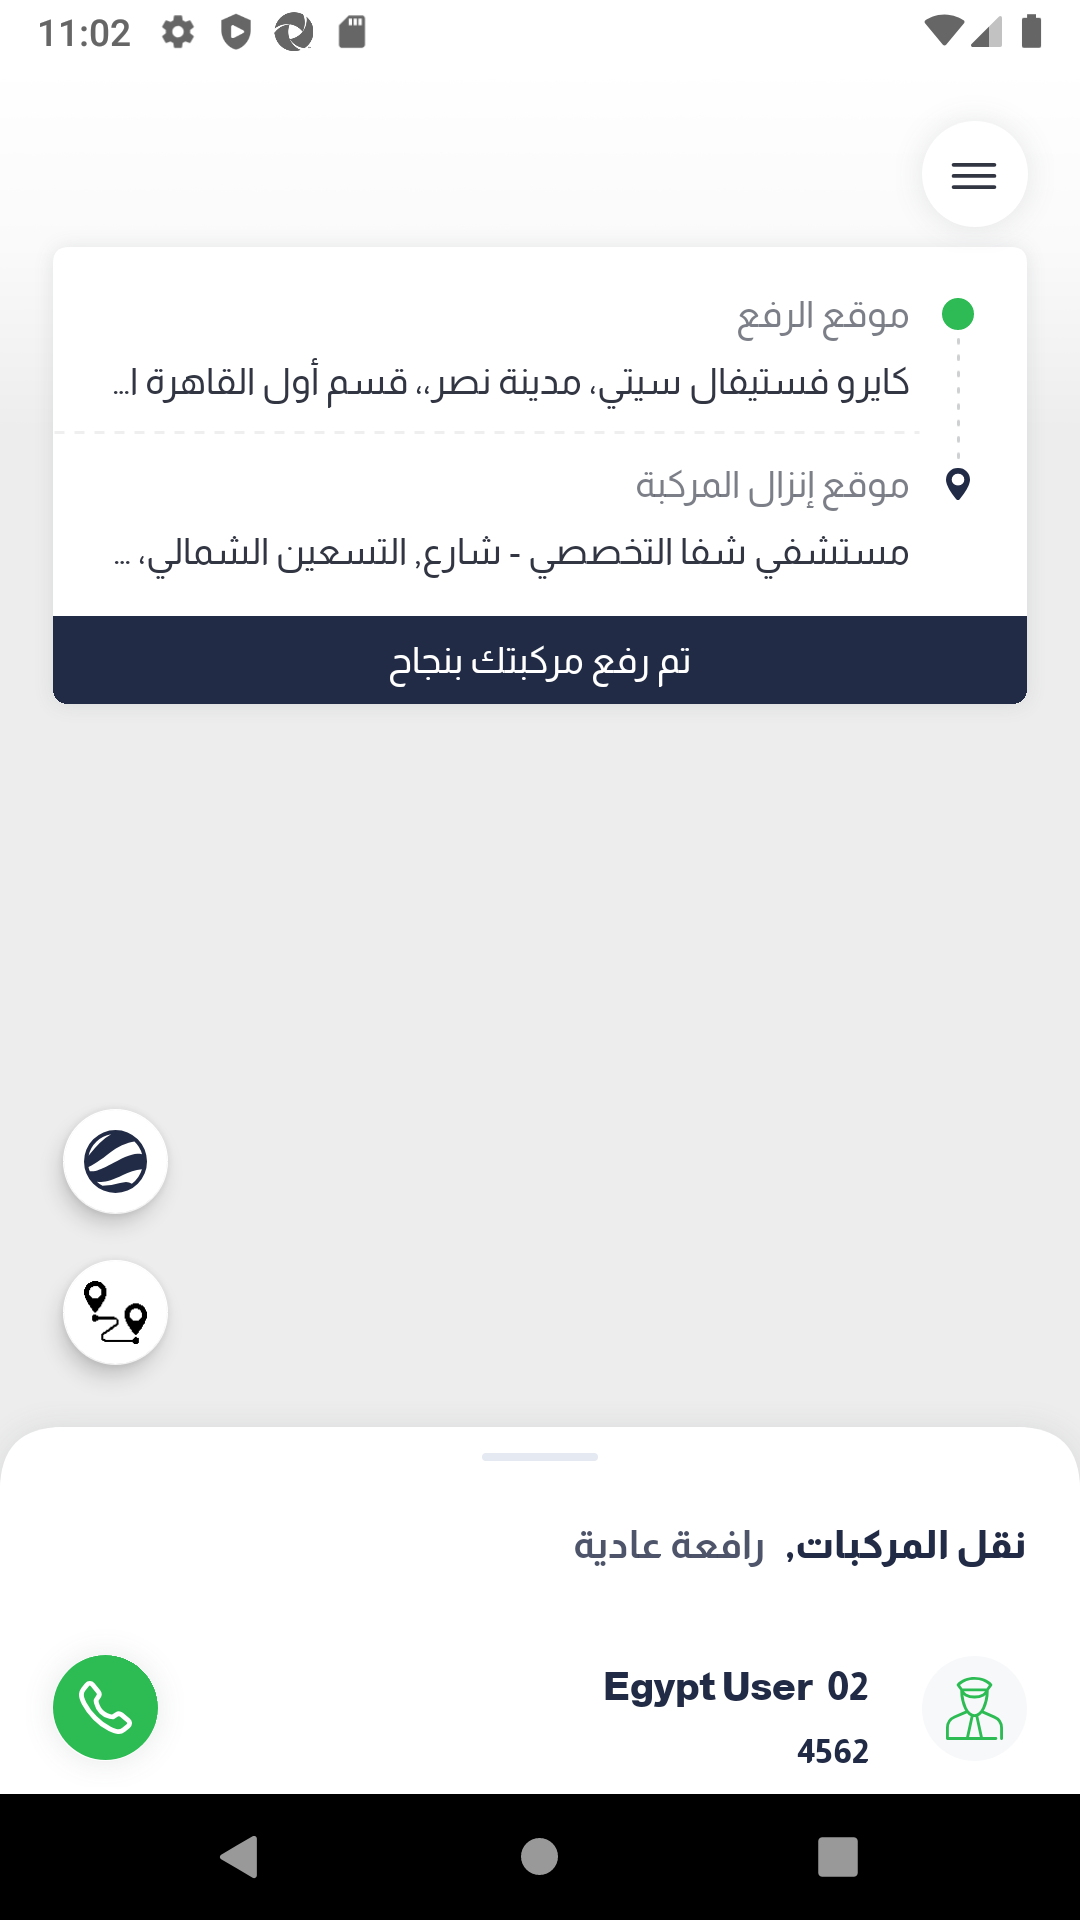 11:02
موقع الرفع
كايرو فستيفال سيتي، مدينة نصر،، قسم أول القاهرة ا...
موقع إنزال المركبة
مستشفي شفا التخصصي - شارع, التسعين الشمالي، ...
تم رفع مركبتك بنجاح
نقل المركبات, رافعة عادية
Egypt User 02
4562